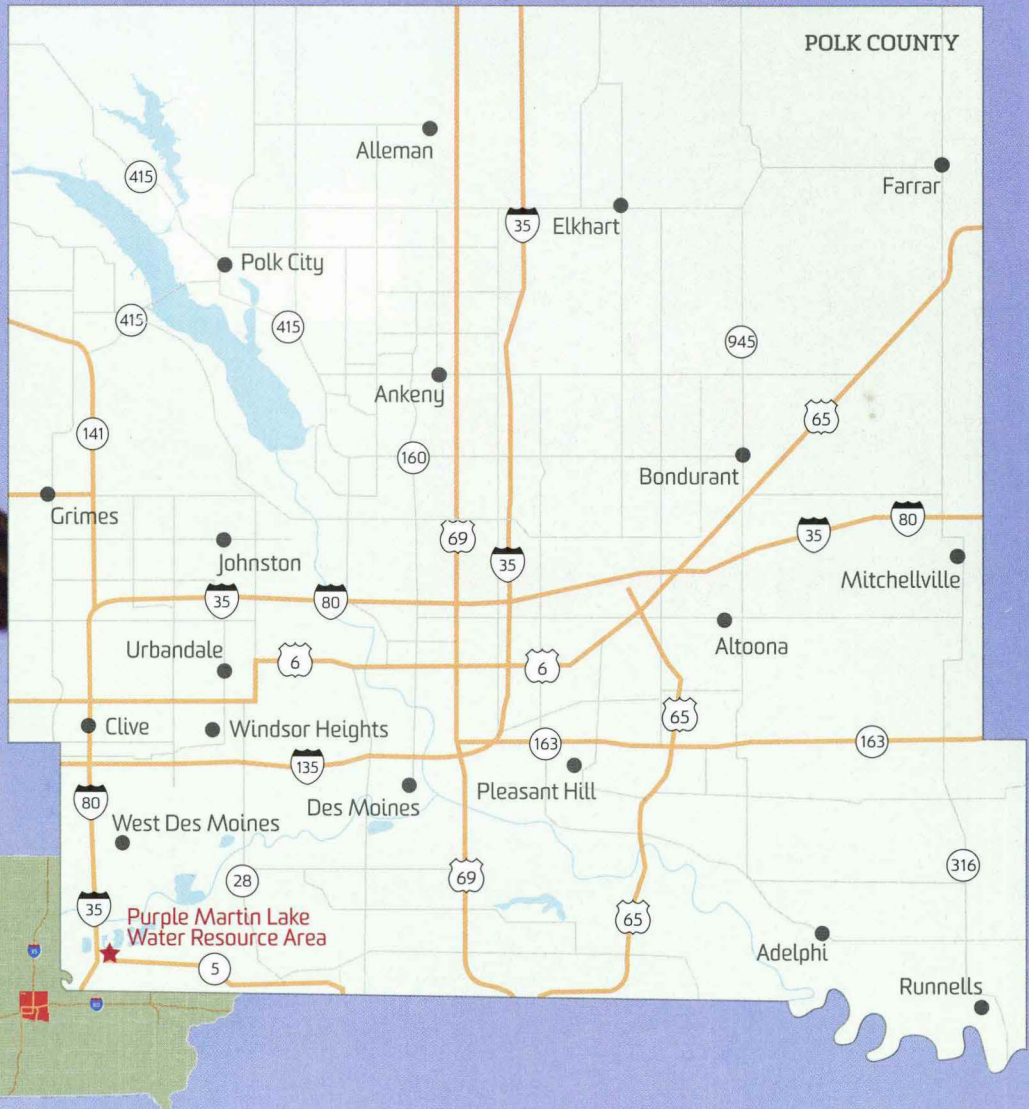 POLK COUNTY
Alleman
Farrar
415
35
Elkhart
Polk City
415
415
945
Ankeny
65
141
160
Bondurant
Grimes
69
35
80
Johnston
35
Mitchellville
35
80
Urbandale
6
6
Altoona
65
Clive
Windsor Heights
163
163
135
Pleasant Hill
80
Des Moines
West Des Moines
28
69
316
35
Purple Martin Lake
Water Resource Area
65
Adelphi
5
Runnells
35
80